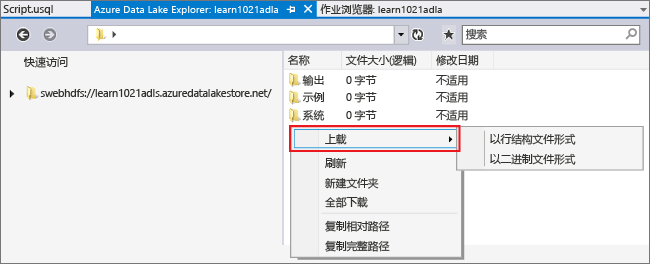 Script.usql Azure Data Lake Explorer: learn1021adla 作业浏览器: learn1021adla
搜索
快速访问
swebhdfs://learn1021adls.azuredatalakestore.net/
名称 文件大小(逻辑) 修改日期
输出 0 字节 不适用
示例 0 字节 不适用
系统 0 字节 不适用
上载
以行结构文件形式
以二进制文件形式
刷新
新建文件夹
全部下载
复制相对路径
复制完整路径